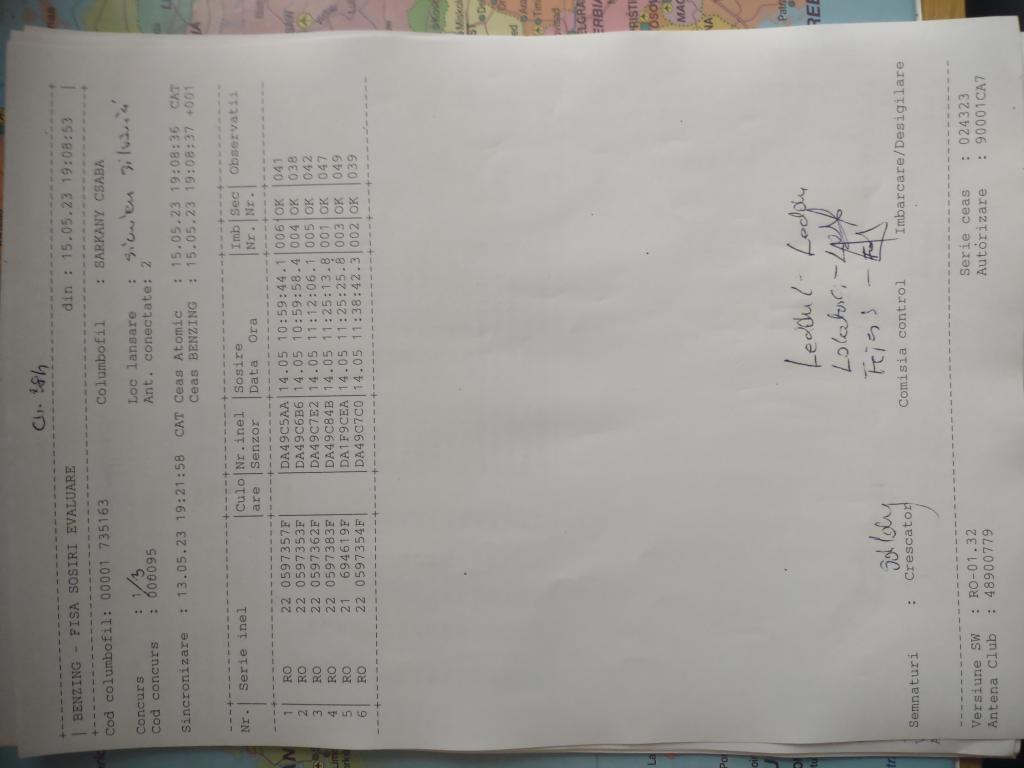 | BENZING - FISA SOSIRI EVALUARE din : 15.05.23 19:08:53 |
Cod columbofil: 00001 735163 Columbofil : SARKANY CSABA
Concurs : 1/3 Loc lansare :
Cod concurs : 000095 Ant. conectate: 2
Sincronizare : 13.05.23 19:21:58 CAT Ceas Atomic : 15.05.23 19:08:36 CAT
Ceas BENZING : 15.05.23 19:08:37 +001
Nr.| Serie inel |Culo|Nr.inel |Sosire |Imb|Sec| Observatii
|are |Senzor |Data Ora |Nr.|Nr.|
1 | RO 22 0597357F | |DA49C5AA|14.05 10:59:44.1|006|OK |041
2 | RO 22 0597353F | |DA49C6B6|14.05 10:59:58.4|004|OK |038
3 | RO 22 0597362F | |DA49C7E2|14.05 11:12:06.1|005|OK |042
4 | RO 22 0597383F | |DA49C84B|14.05 11:25:13.8|001|OK |047
5 | RO 21 694619F | |DA1F9CEA|14.05 11:25:25.8|003|OK |049
6 | RO 22 0597354F | |DA49C7C0|14.05 11:38:42.3|002|OK |039
Semnaturi : Crescator Comisia control Imbarcare/Desigilare
Versiune SW : RO-01.32 Serie ceas : 024323
Antena Club : 48900779 Autorizare : 90001CA7